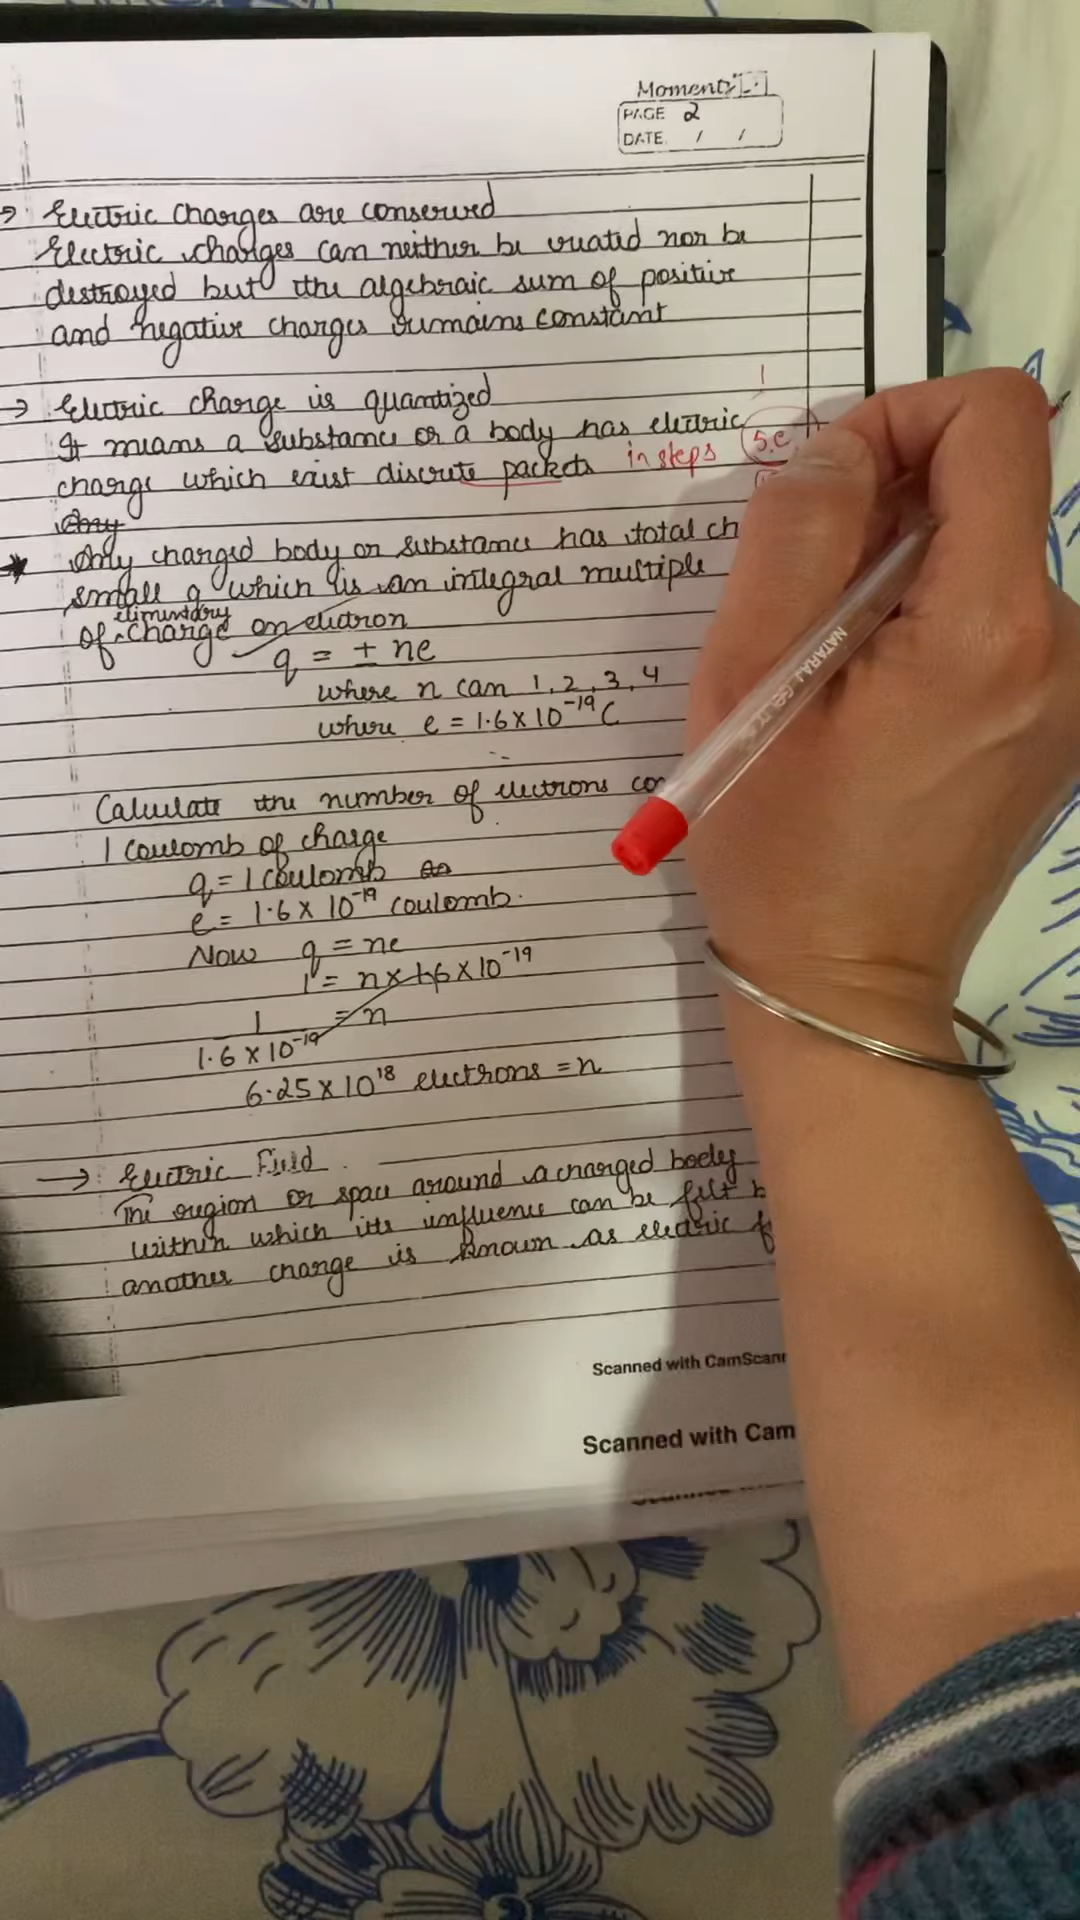 Moments
PAGE 2
DATE / /
→ Electric charges are conserved
Electric charges can neither be created nor be
destroyed but the algebraic sum of positive
and negative charges remains constant
→ Electric charge is quantized
It means a substance or a body has electric
charge which exist discrete packets in steps 5e
Any
* Only charged body or substance has total ch
small q which is an integral multiple
of elementary charge on electron
q = ± ne
where n can 1, 2, 3, 4
where e = 1.6 × 10⁻¹⁹ C
Calculate the number of electrons co
1 coulomb of charge
q = 1 coulomb
e = 1.6 × 10⁻¹⁹ coulomb.
Now q = ne
1 = n × 1.6 × 10⁻¹⁹
1 / 1.6 × 10⁻¹⁹ = n
6.25 × 10¹⁸ electrons = n
→ Electric Field
The region or space around a charged body
within which its influence can be felt b
another charge is known as electric f
Scanned with CamScann
Scanned with Cam
NATARAJ GELIX